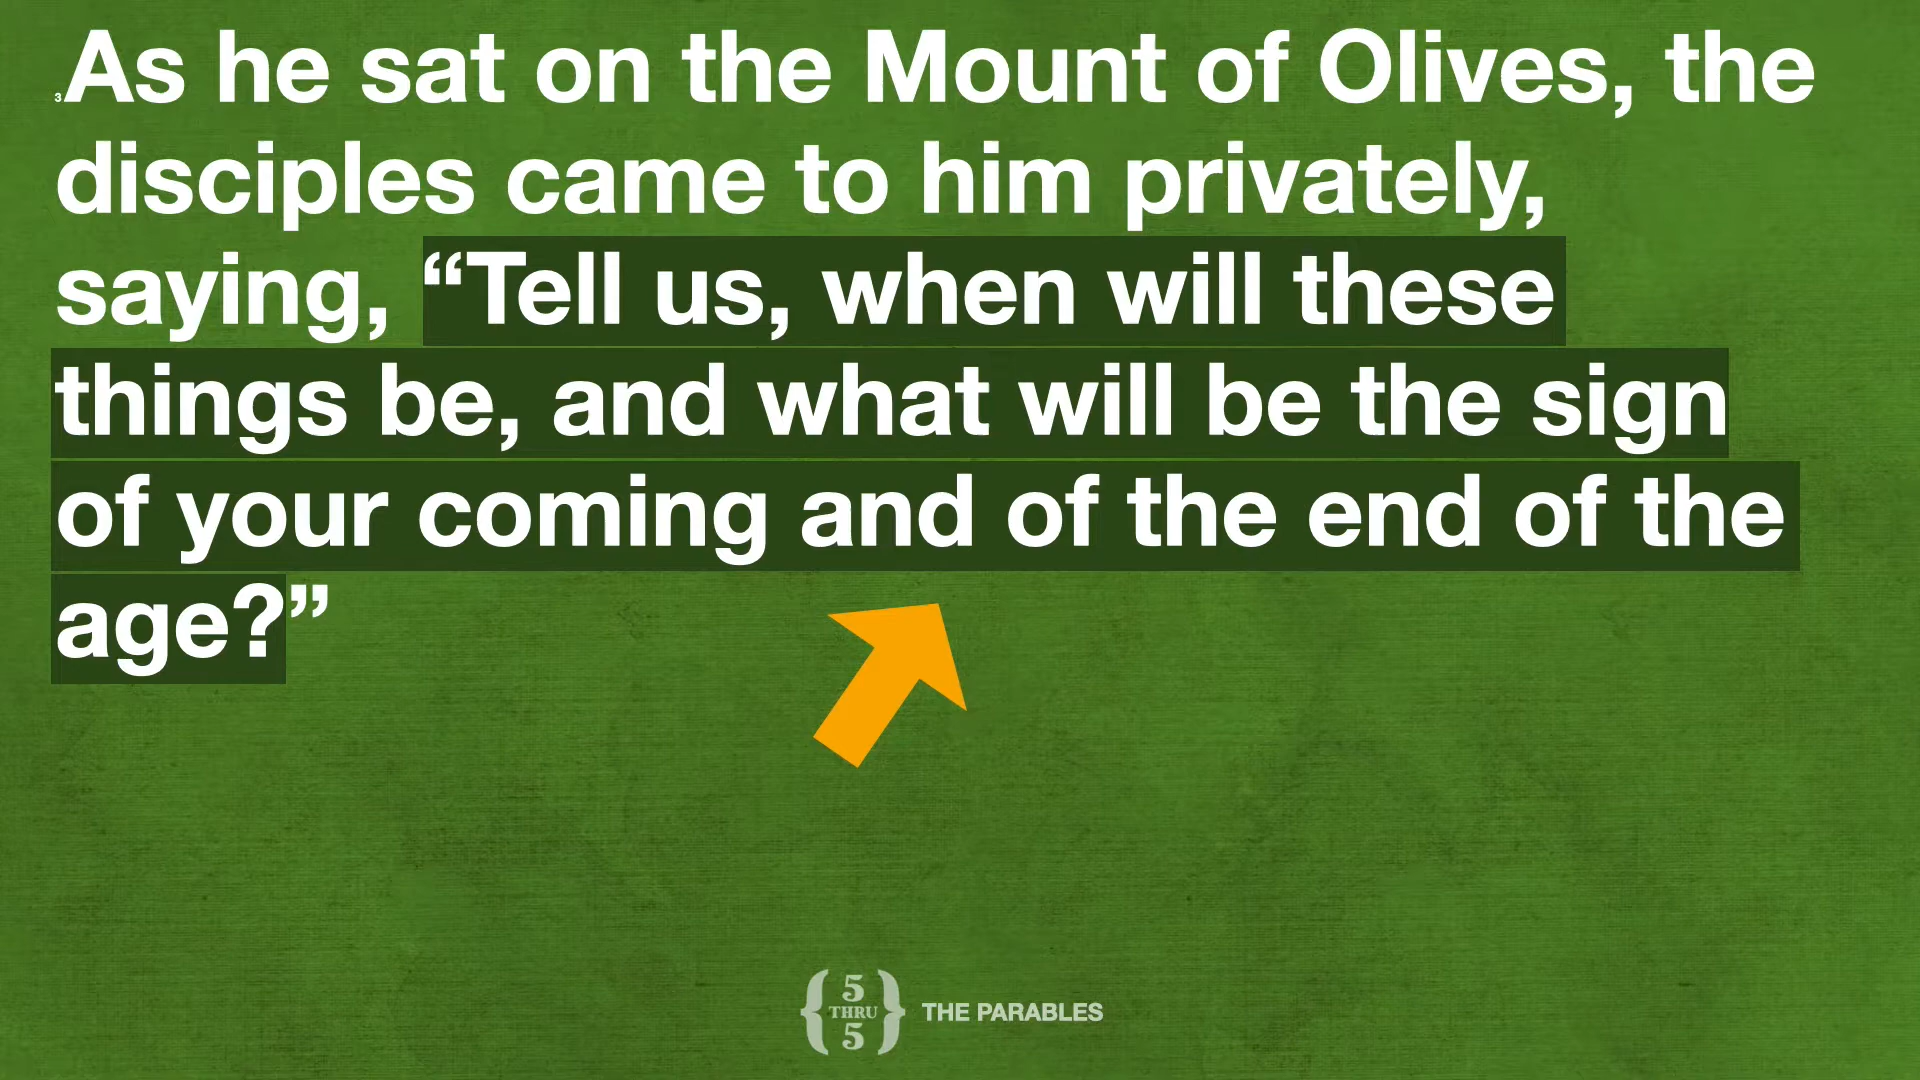 3As he sat on the Mount of Olives, the
disciples came to him privately,
saying, “Tell us, when will these
things be, and what will be the sign
of your coming and of the end of the
age?”
5
THRU
5
THE PARABLES